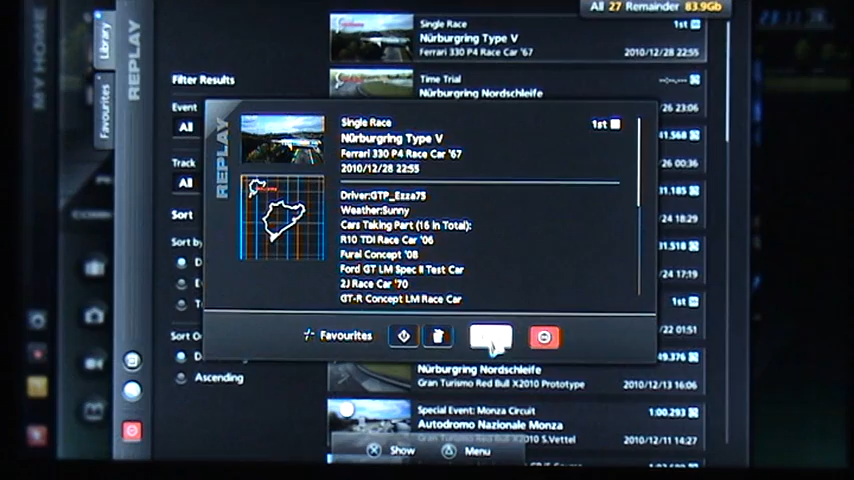 All 27 Remainder 83.9Gb
MY HOME
Library
Favourites
REPLAY
Filter Results
Event
All
Track
All
Sort
Sort by
Sort O
Ascending
Single Race
1st
Nürburgring Type V
Ferrari 330 P4 Race Car '67
2010/12/28 22:55
Time Trial
Nürburgring Nordschleife
26 23:06
41.568
26 00:36
31.185
24 18:29
31.518
24 17:19
1st
22 01:51
REPLAY
Single Race
1st
Nürburgring Type V
Ferrari 330 P4 Race Car '67
2010/12/28 22:55
Driver:GTP_Ezza75
Weather:Sunny
Cars Taking Part (16 in Total):
R10 TDI Race Car '06
Furai Concept '08
Ford GT LM Spec II Test Car
2J Race Car '70
GT-R Concept LM Race Car
Favourites
49.376
Nürburgring Nordschleife
Gran Turismo Red Bull X2010 Prototype
2010/12/13 16:06
Special Event: Monza Circuit
1:00.293
Autodromo Nazionale Monza
Gran Turismo Red Bull X2010 S.Vettel
2010/12/11 14:27
Show
Menu